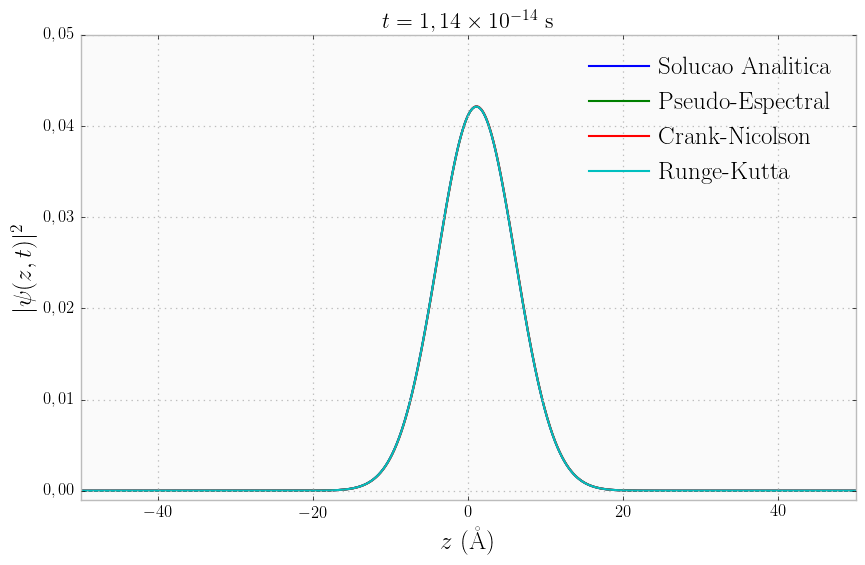 t = 1,14 × 10⁻¹⁴ s
0,05
Solucao Analitica
Pseudo-Espectral
0,04
Crank-Nicolson
Runge-Kutta
0,03
|ψ(z, t)|²
0,02
0,01
0,00
−40 −20 0 20 40
z (Å)